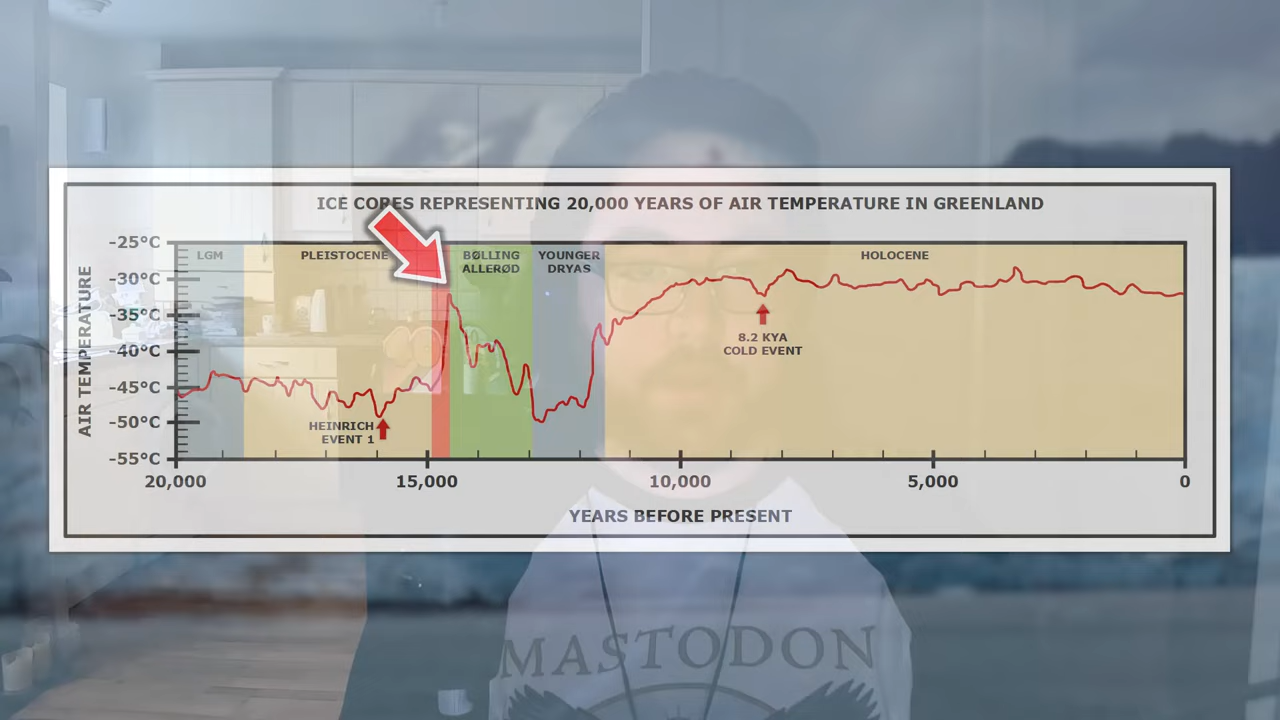 ICE CORES REPRESENTING 20,000 YEARS OF AIR TEMPERATURE IN GREENLAND
AIR TEMPERATURE
-25°C
-30°C
-35°C
-40°C
-45°C
-50°C
-55°C
LGM
PLEISTOCENE
BØLLING
ALLERØD
YOUNGER
DRYAS
HOLOCENE
HEINRICH
EVENT 1
8.2 KYA
COLD EVENT
20,000
15,000
10,000
5,000
0
YEARS BEFORE PRESENT
MASTODON